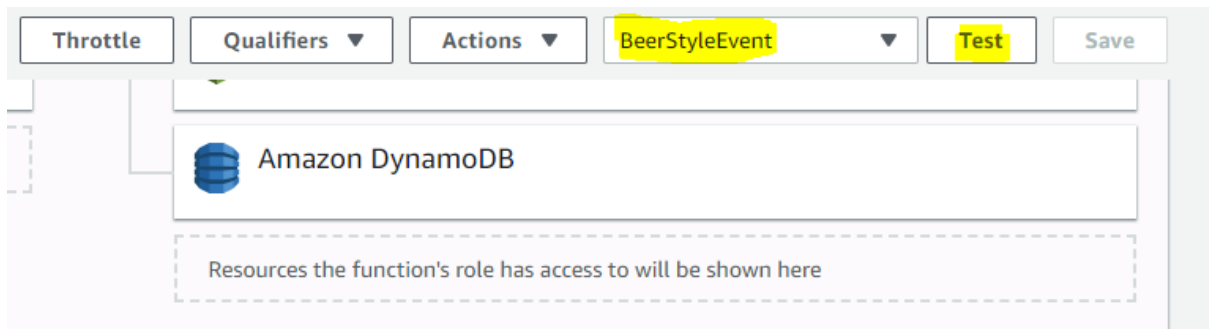 Throttle Qualifiers Actions BeerStyleEvent Test Save
Amazon DynamoDB
Resources the function's role has access to will be shown here